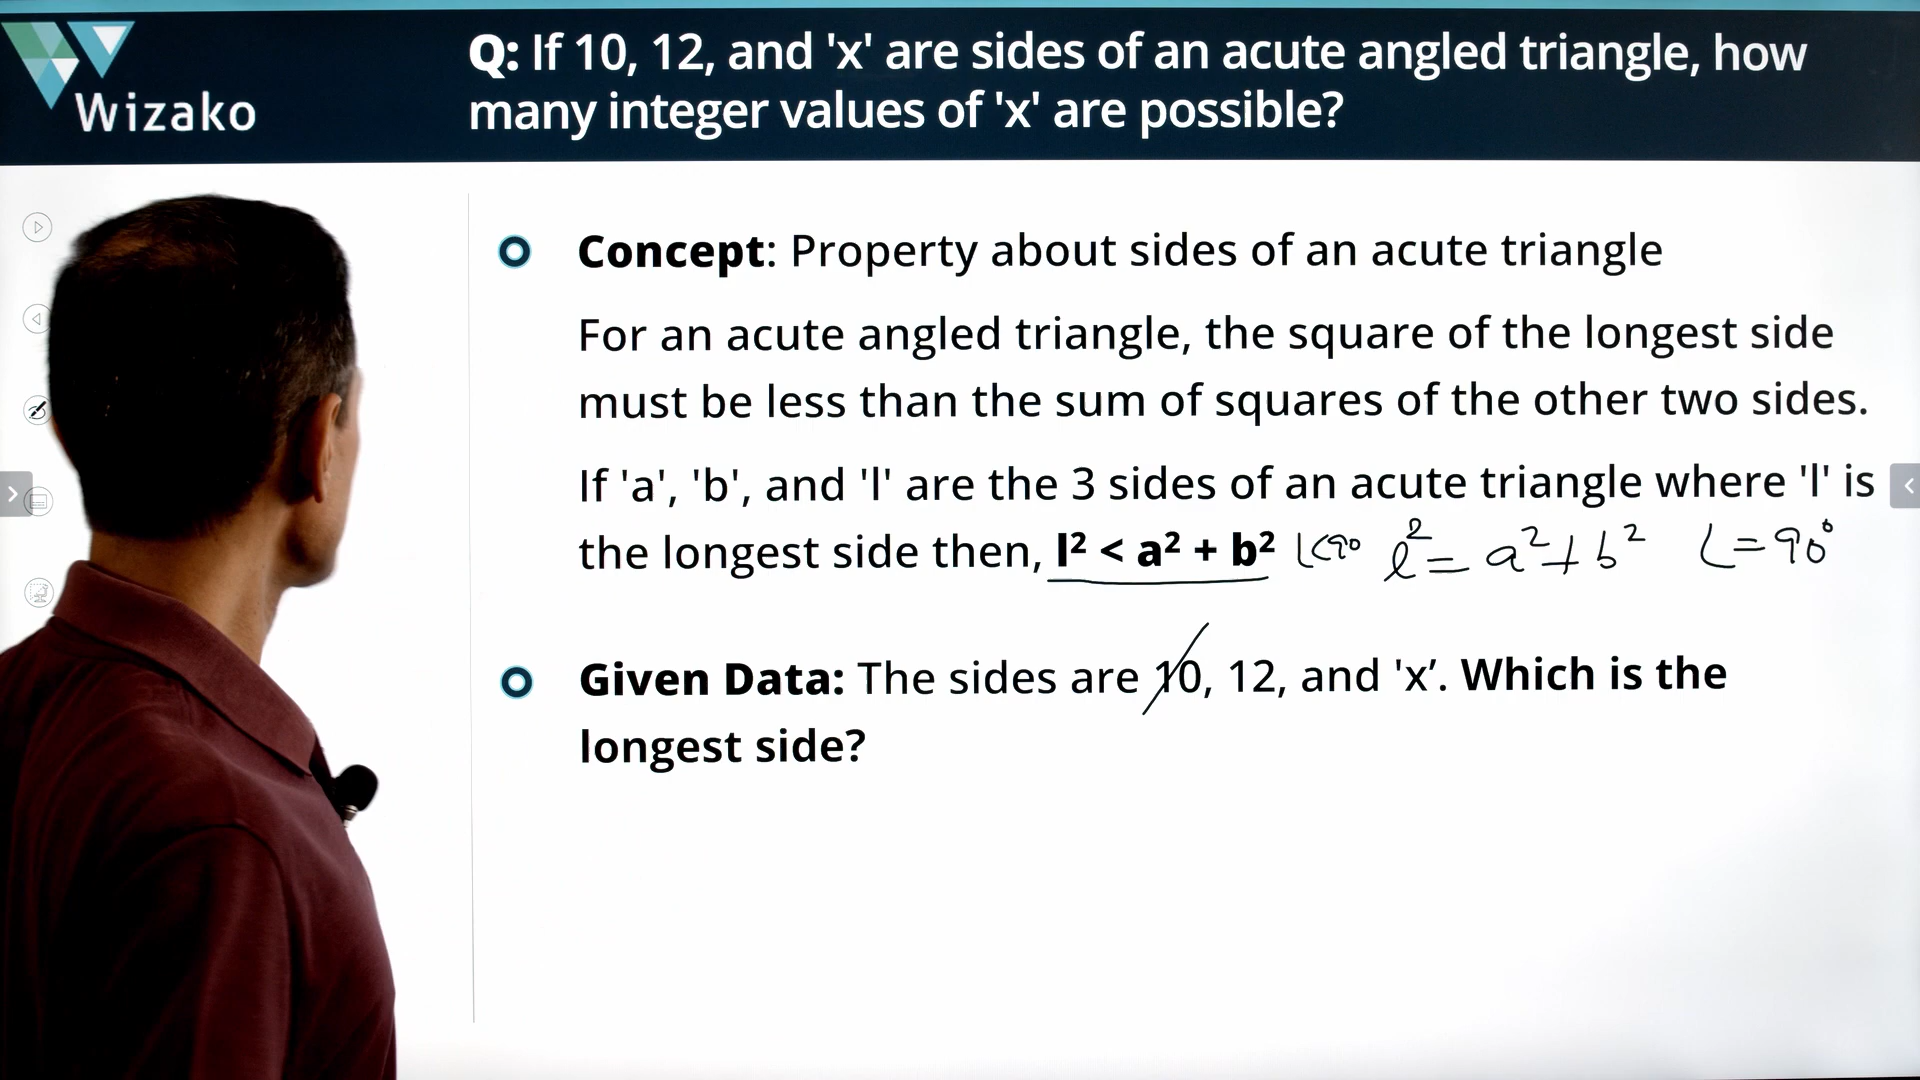 Wizako
Q: If 10, 12, and 'x' are sides of an acute angled triangle, how
many integer values of 'x' are possible?
Concept: Property about sides of an acute triangle
For an acute angled triangle, the square of the longest side
must be less than the sum of squares of the other two sides.
If 'a', 'b', and 'l' are the 3 sides of an acute triangle where 'l' is
the longest side then, l² < a² + b² ∟<90 ℓ² = a² + b² ∟ = 90°
Given Data: The sides are 10, 12, and 'x’. Which is the
longest side?